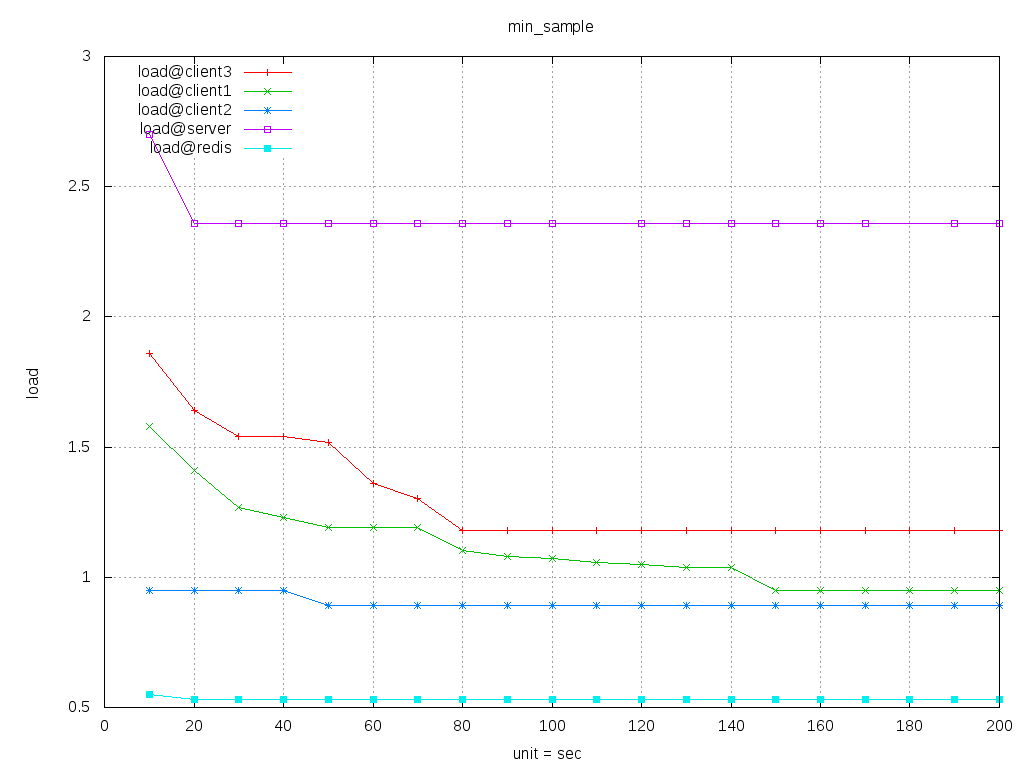 min_sample
3
2.5
2
1.5
1
0.5
load@client3
load@client1
load@client2
load@server
load@redis
load
0 20 40 60 80 100 120 140 160 180 200
unit = sec